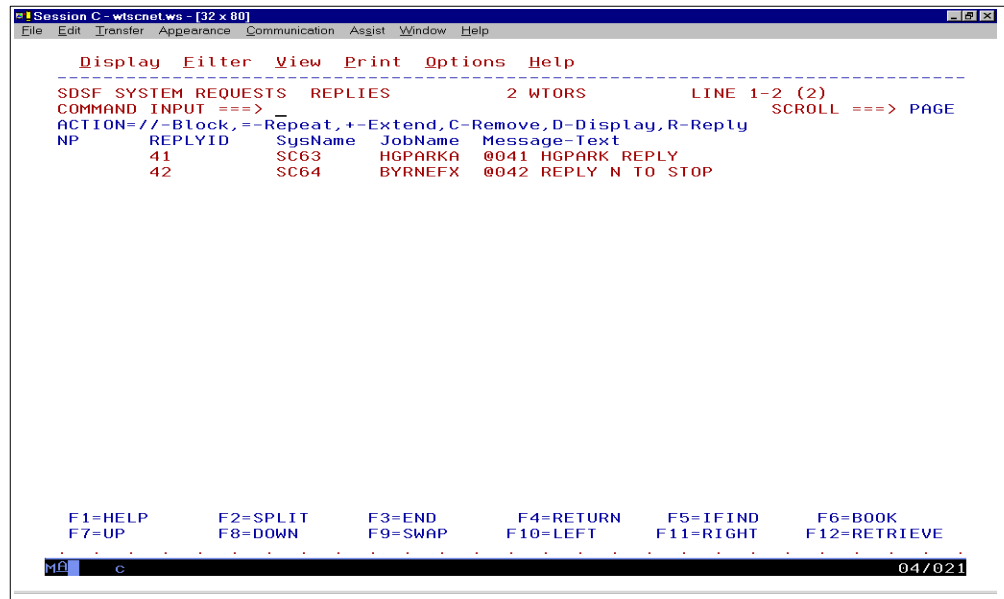 Session C - wtscnet.ws - [32 x 80]
File Edit Transfer Appearance Communication Assist Window Help
Display Filter View Print Options Help
SDSF SYSTEM REQUESTS REPLIES 2 WTORS LINE 1-2 (2)
COMMAND INPUT ===> _ SCROLL ===> PAGE
ACTION=//-Block,=-Repeat,+-Extend,C-Remove,D-Display,R-Reply
NP REPLYID SysName JobName Message-Text
41 SC63 HGPARKA @041 HGPARK REPLY
42 SC64 BYRNEFX @042 REPLY N TO STOP
F1=HELP F2=SPLIT F3=END F4=RETURN F5=IFIND F6=BOOK
F7=UP F8=DOWN F9=SWAP F10=LEFT F11=RIGHT F12=RETRIEVE
MA c 04/021